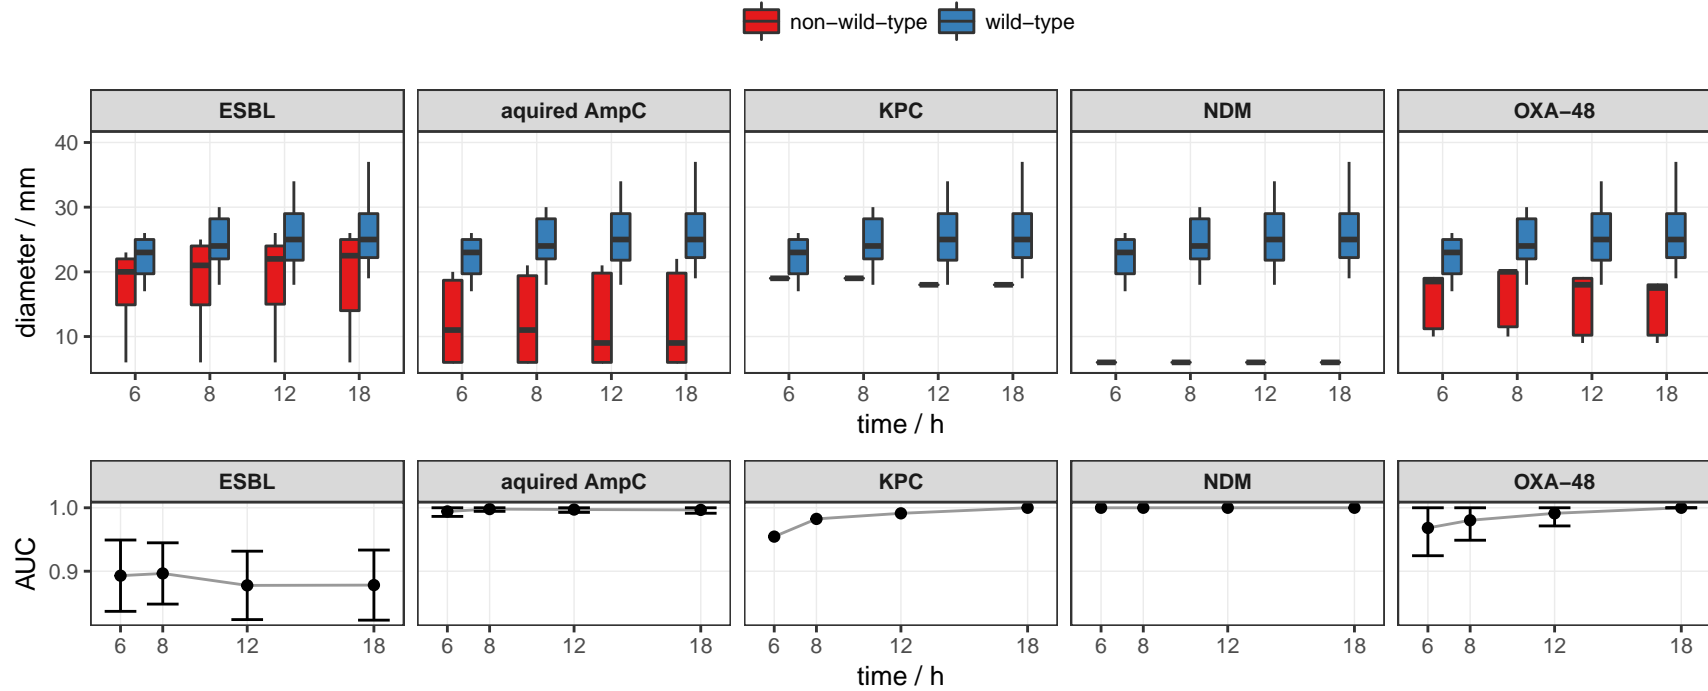 non−wild−type wild−type
ESBL aquired AmpC KPC NDM OXA−48
diameter / mm
40
30
20
10
6 8 12 18 6 8 12 18 6 8 12 18 6 8 12 18 6 8 12 18
time / h
ESBL aquired AmpC KPC NDM OXA−48
AUC
1.0
0.9
6 8 12 18 6 8 12 18 6 8 12 18 6 8 12 18 6 8 12 18
time / h